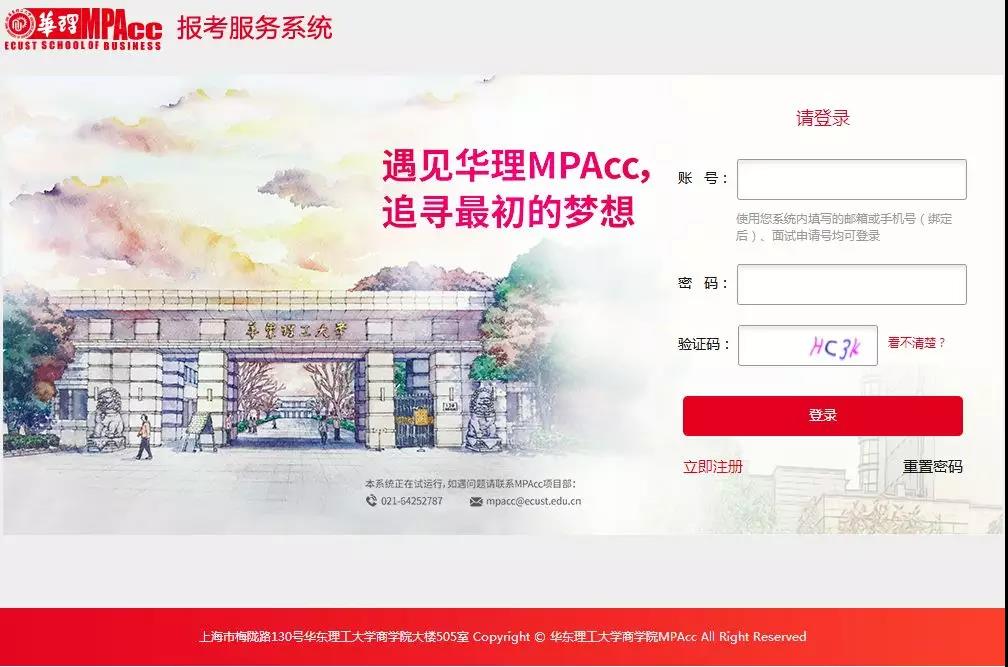 華理MPAcc
ECUST SCHOOL OF BUSINESS
报考服务系统
遇见华理MPAcc,
追寻最初的梦想
华东理工大学
本系统正在试运行,如遇问题请联系MPAcc项目部:
021-64252787 mpacc@ecust.edu.cn
请登录
账 号:
使用您系统内填写的邮箱或手机号(绑定
后)、面试申请号均可登录
密 码:
验证码: HC3K 看不清楚?
登录
立即注册 重置密码
上海市梅陇路130号华东理工大学商学院大楼505室 Copyright © 华东理工大学商学院MPAcc All Right Reserved